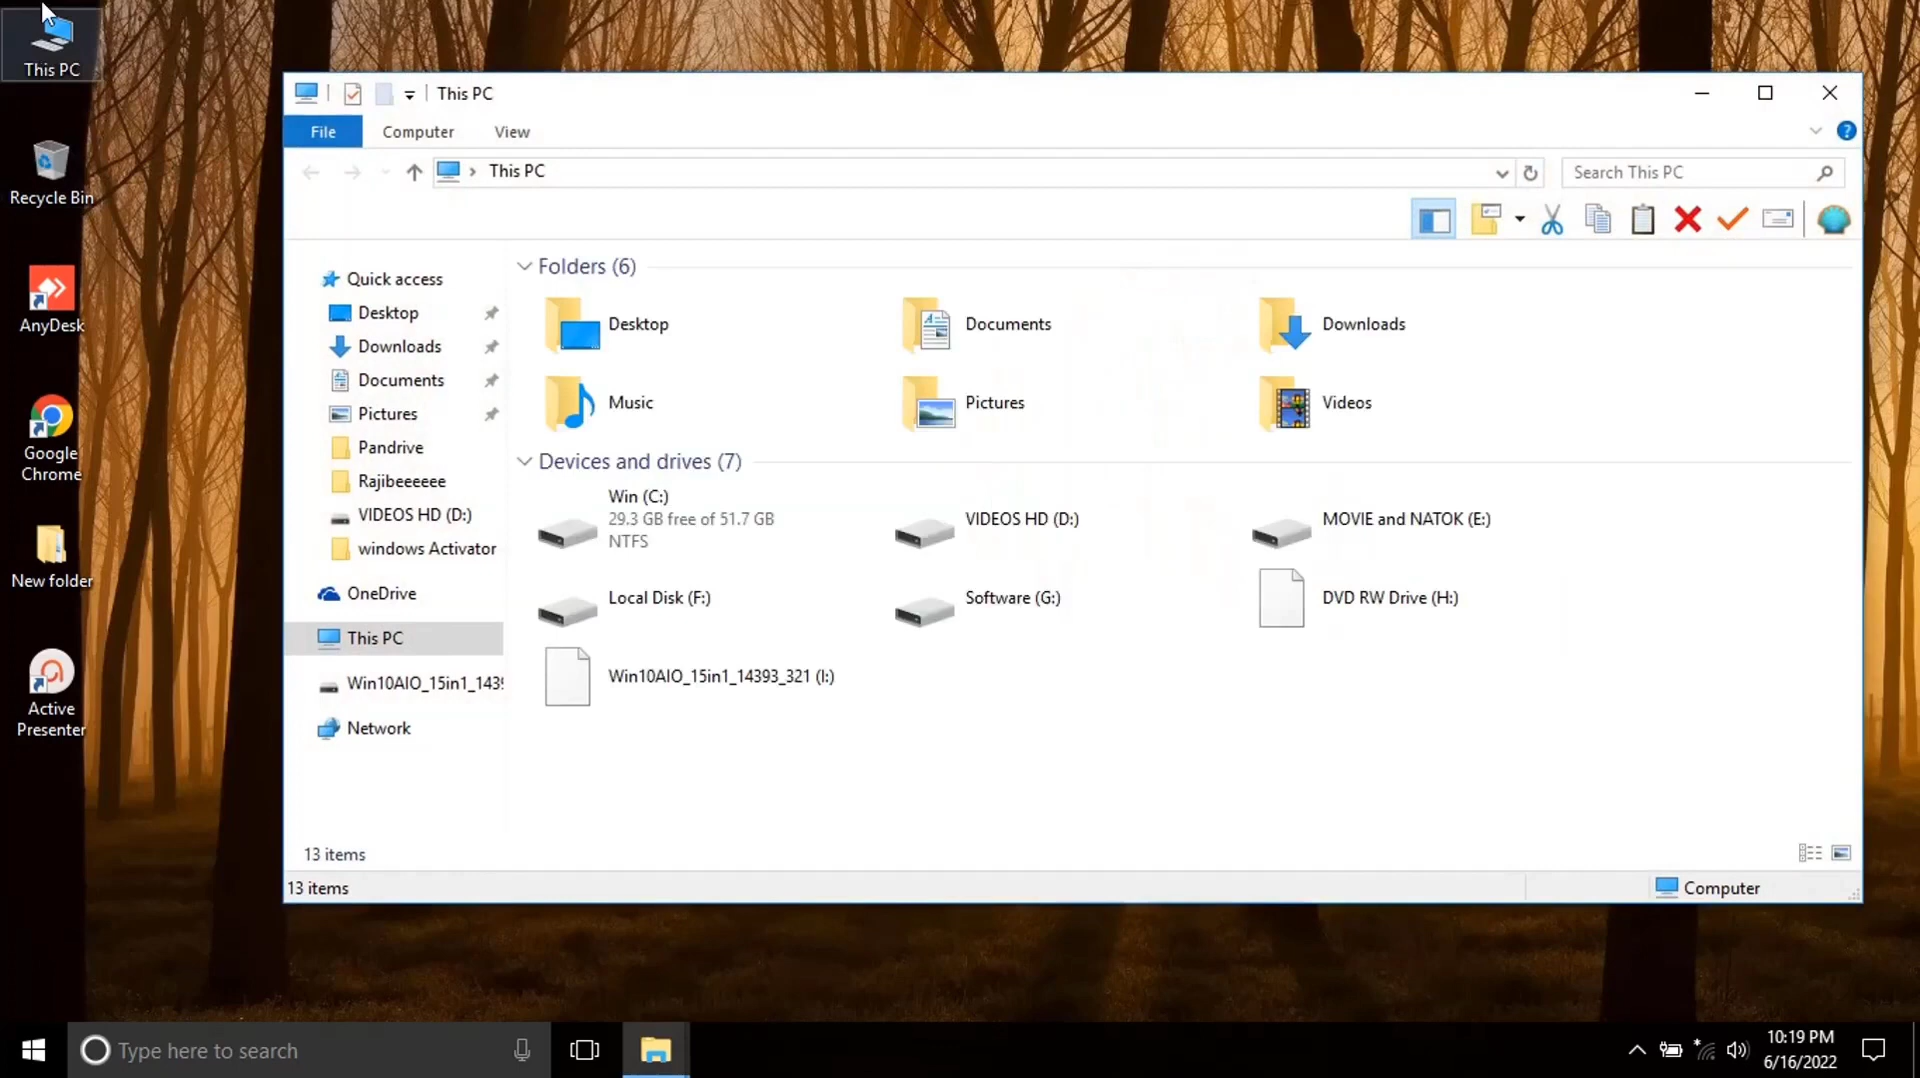 This PC
Recycle Bin
AnyDesk
Google
Chrome
New folder
Active
Presenter
This PC
File
Computer
View
This PC
Search This PC
Quick access
Desktop
Downloads
Documents
Pictures
Pandrive
Rajibeeeeee
VIDEOS HD (D:)
windows Activator
OneDrive
This PC
Win10AIO_15in1_1439
Network
Folders (6)
Desktop
Documents
Downloads
Music
Pictures
Videos
Devices and drives (7)
Win (C:)
29.3 GB free of 51.7 GB
NTFS
VIDEOS HD (D:)
MOVIE and NATOK (E:)
Local Disk (F:)
Software (G:)
DVD RW Drive (H:)
Win10AIO_15in1_14393_321 (I:)
13 items
13 items
Computer
Type here to search
10:19 PM
6/16/2022